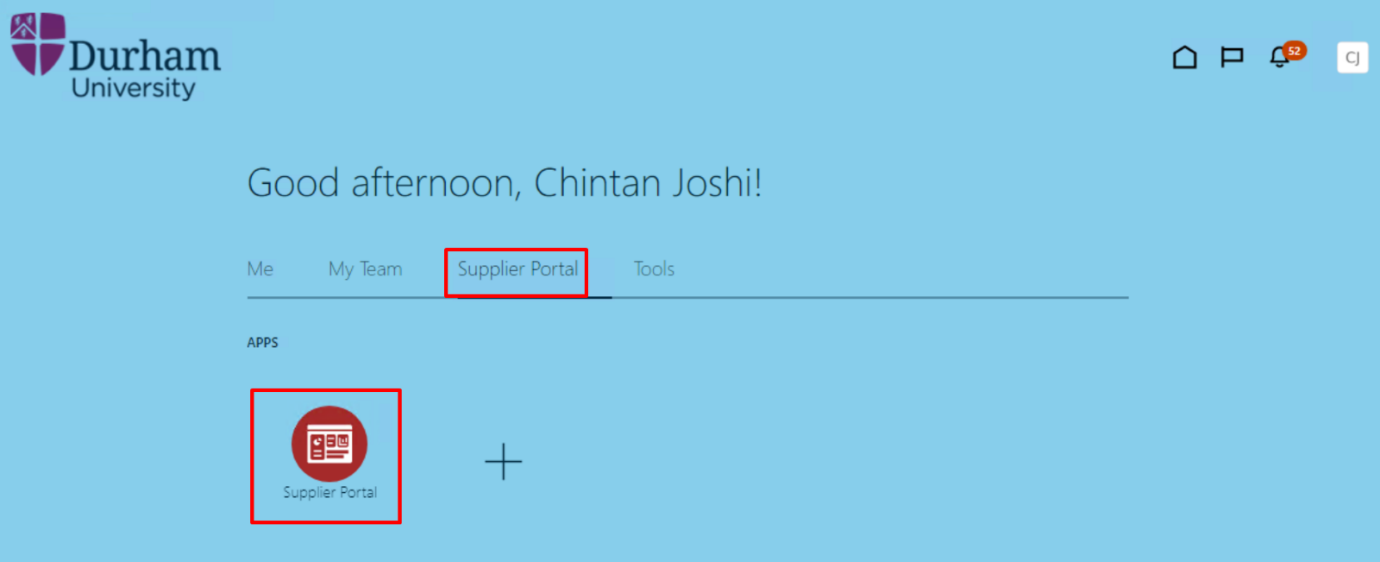 Durham
University
52
CJ
Good afternoon, Chintan Joshi!
Me My Team Supplier Portal Tools
APPS
Supplier Portal